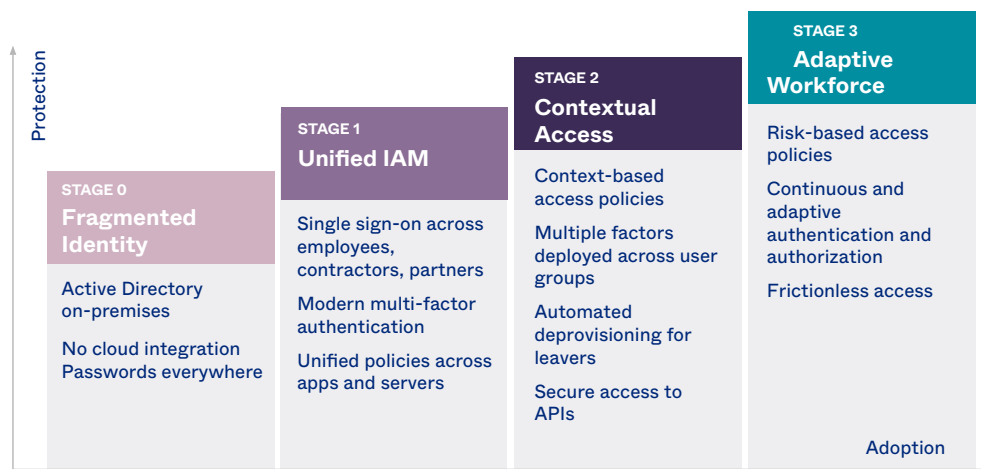 Protection
STAGE 0
Fragmented
Identity
Active Directory
on-premises
No cloud integration
Passwords everywhere
STAGE 1
Unified IAM
Single sign-on across
employees,
contractors, partners
Modern multi-factor
authentication
Unified policies across
apps and servers
STAGE 2
Contextual
Access
Context-based
access policies
Multiple factors
deployed across user
groups
Automated
deprovisioning for
leavers
Secure access to
APIs
STAGE 3
Adaptive
Workforce
Risk-based access
policies
Continuous and
adaptive
authentication and
authorization
Frictionless access
Adoption